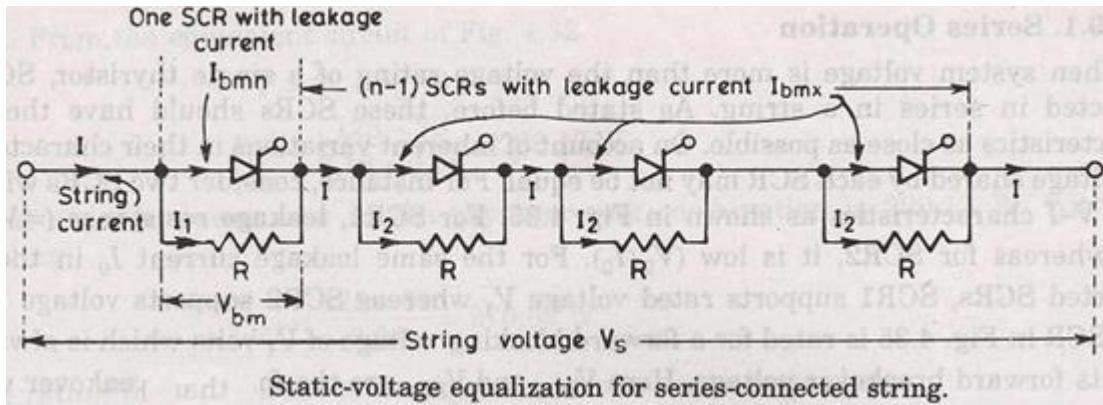 One SCR with leakage
current
Ibmn
(n-1) SCRs with leakage current Ibmx
I
I
I
I
(String)
current
I1
I2
I2
I2
R
R
R
R
Vbm
String voltage VS
Static-voltage equalization for series-connected string.